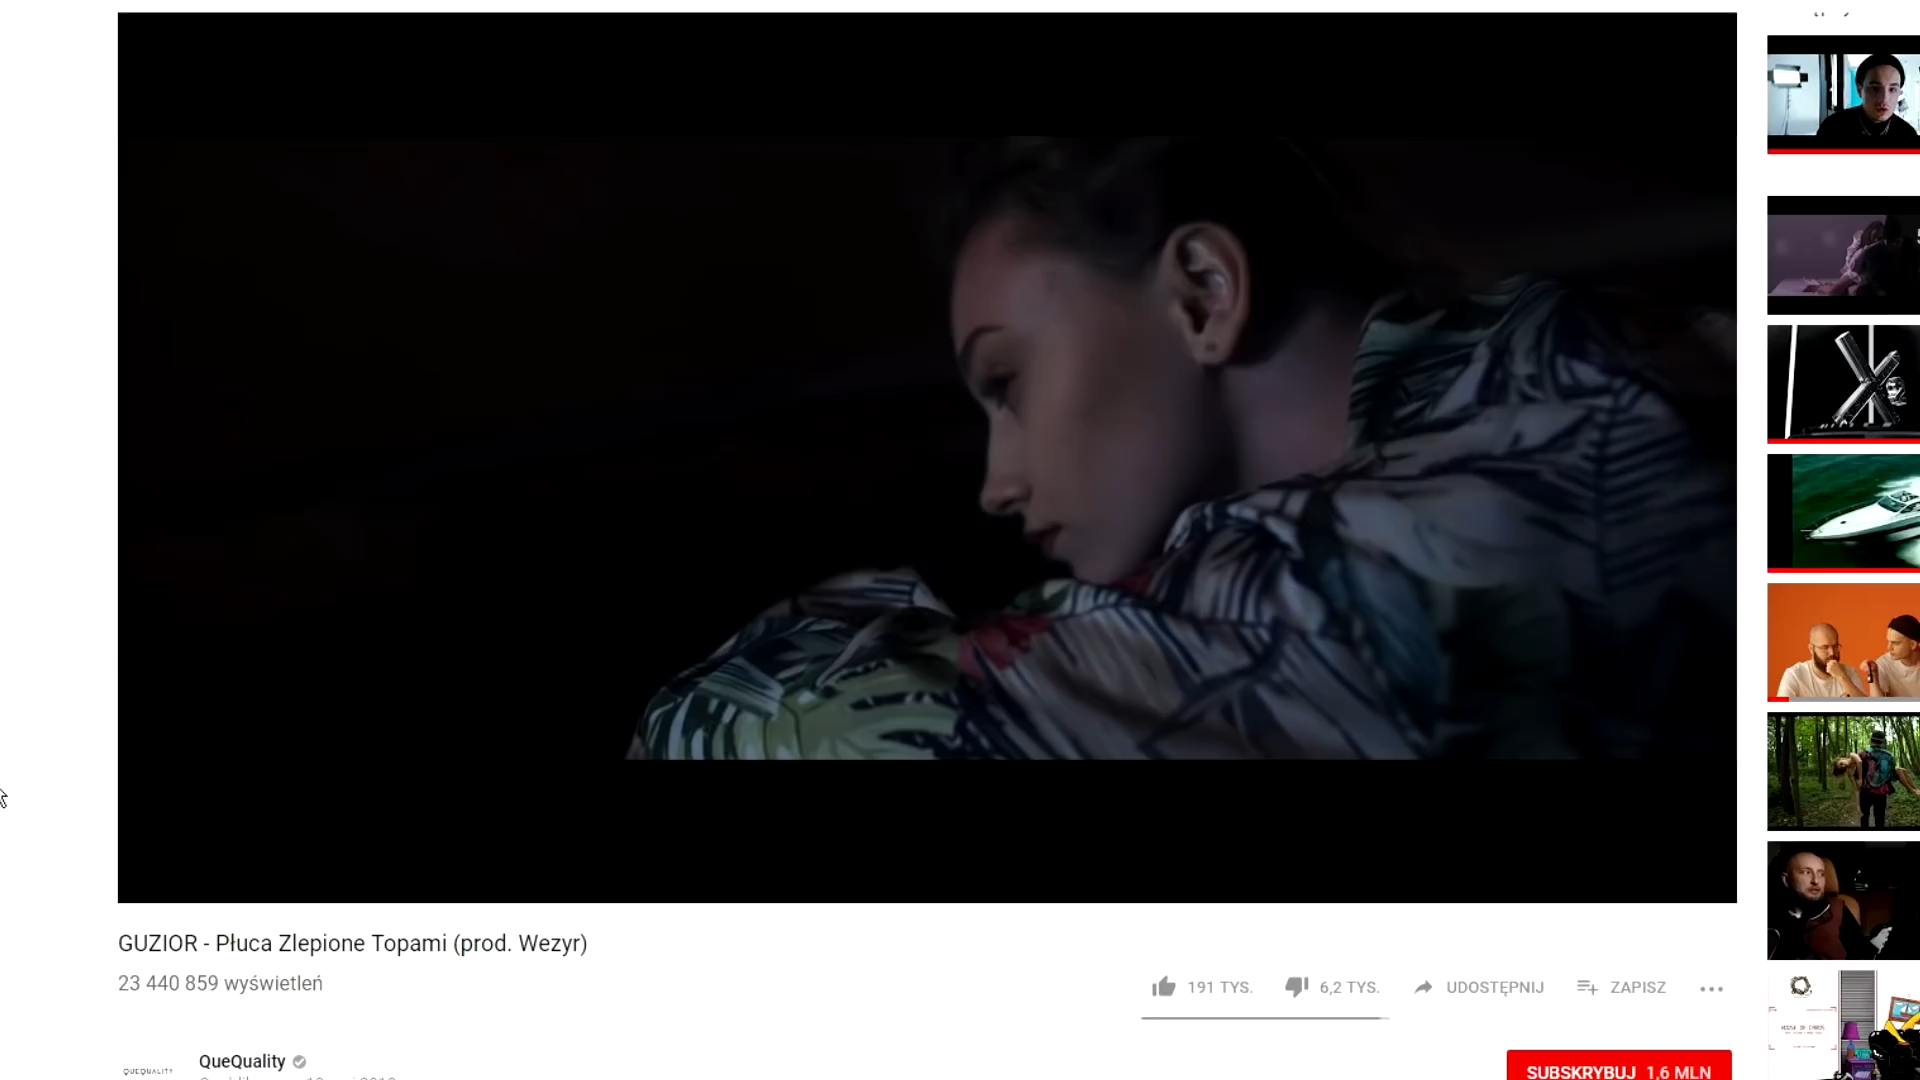 GUZIOR - Płuca Zlepione Topami (prod. Wezyr)
23 440 859 wyświetleń
191 TYS.
6,2 TYS.
UDOSTĘPNIJ
ZAPISZ
QUEQUALITY
QueQuality
SUBSKRYBUJ 1,6 MLN